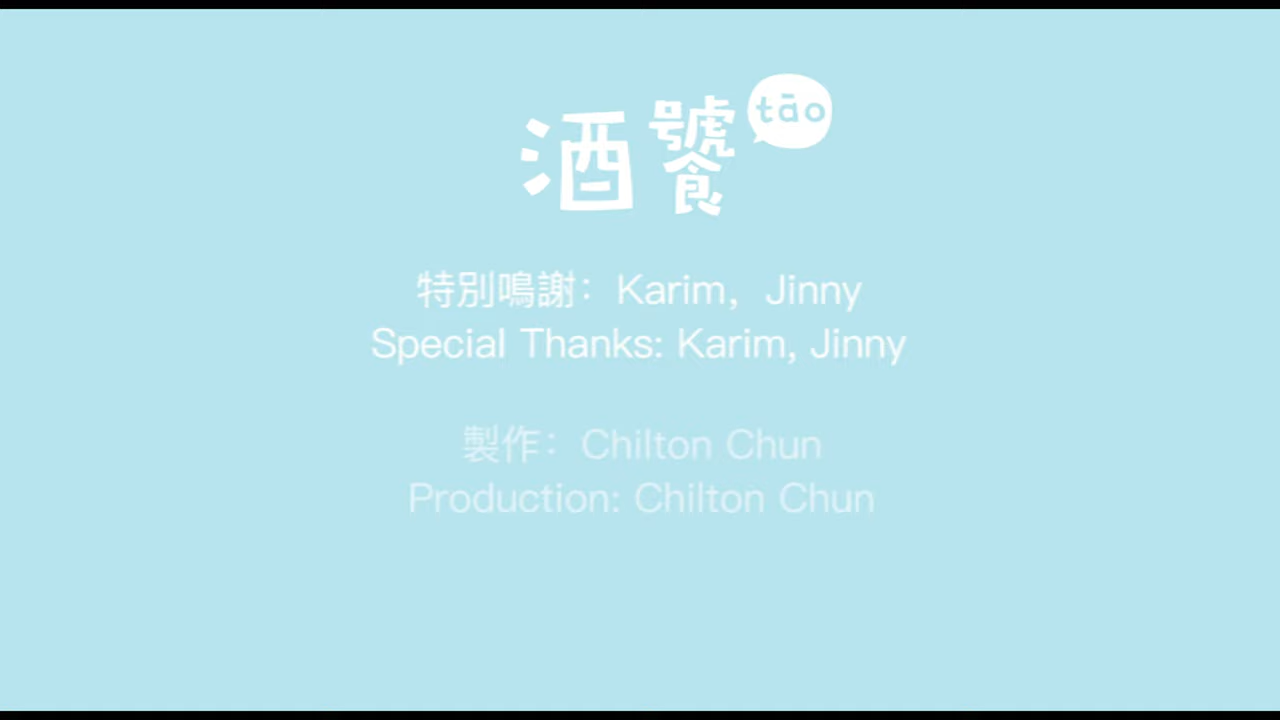 酒饕 tāo
特別鳴謝：Karim，Jinny
Special Thanks: Karim, Jinny
製作：Chilton Chun
Production: Chilton Chun